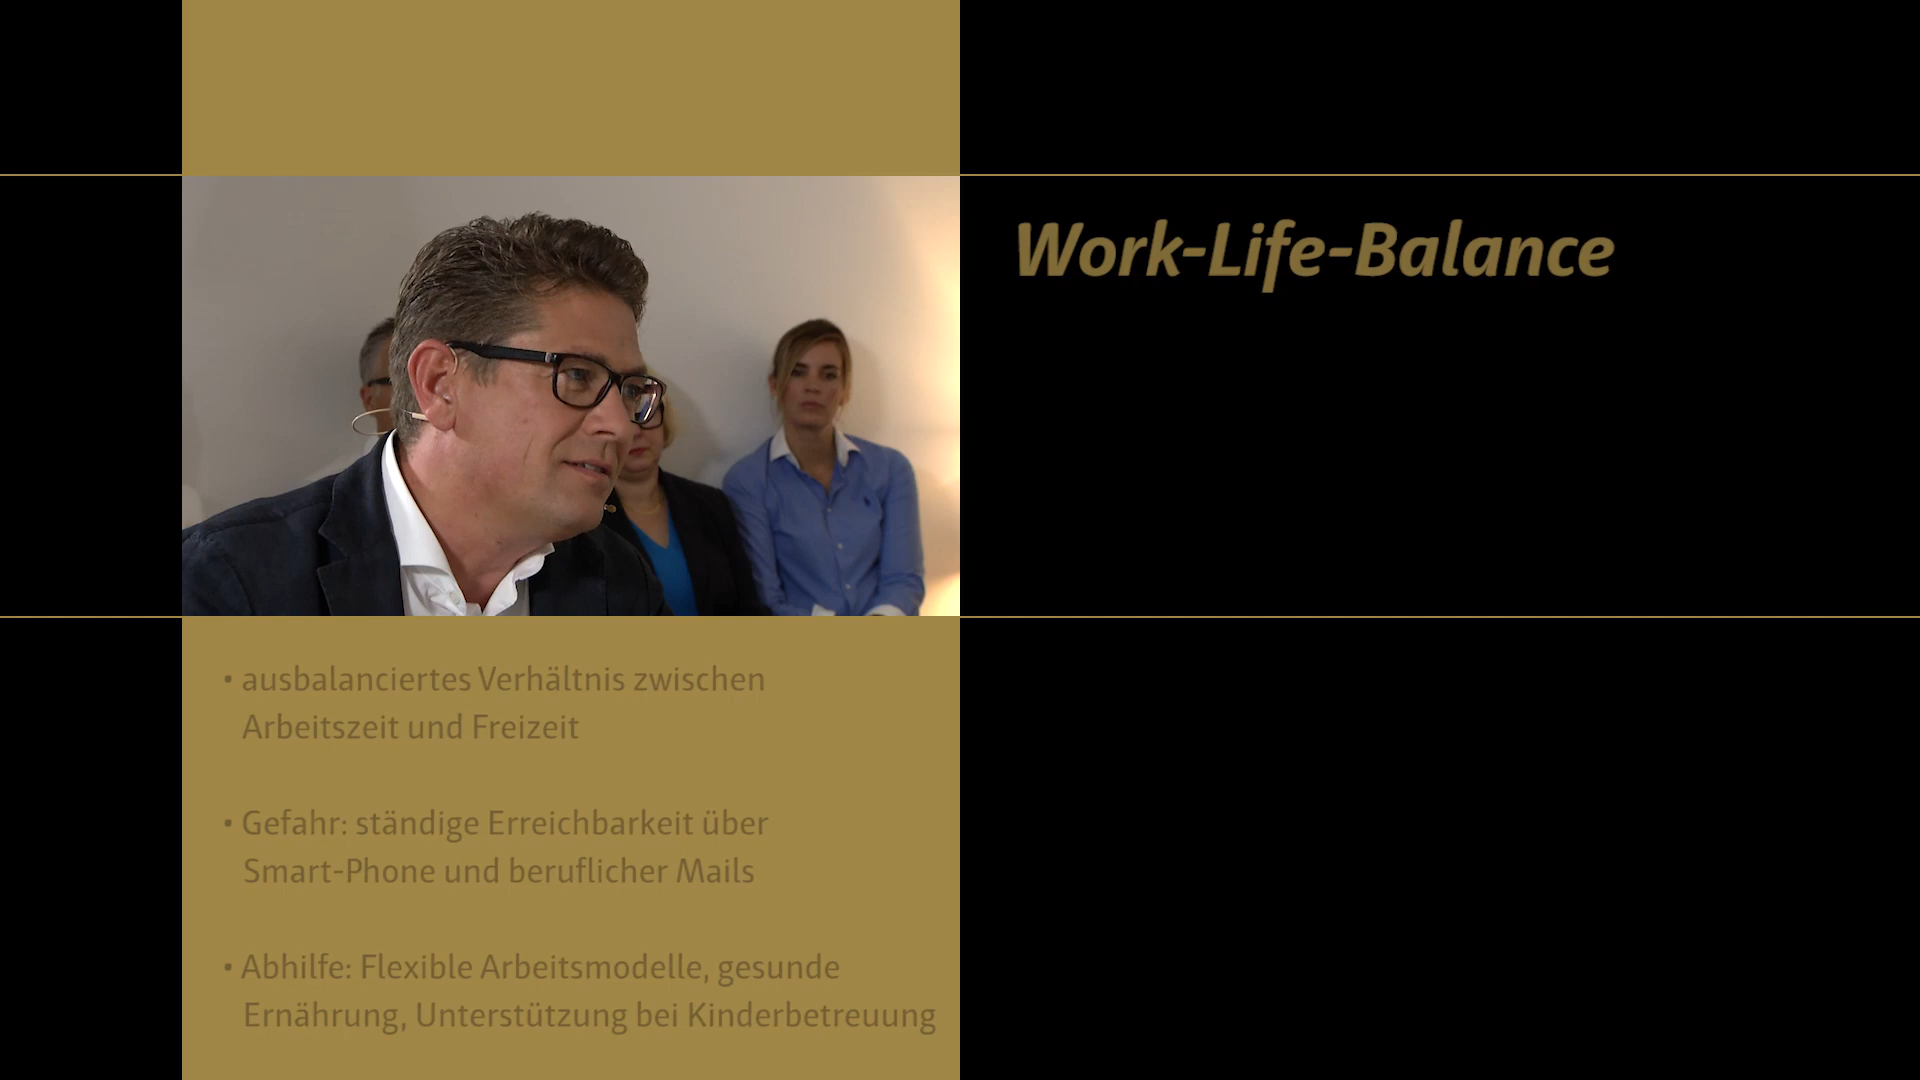 Work-Life-Balance
• ausbalanciertes Verhältnis zwischen
Arbeitszeit und Freizeit
• Gefahr: ständige Erreichbarkeit über
Smart-Phone und beruflicher Mails
• Abhilfe: Flexible Arbeitsmodelle, gesunde
Ernährung, Unterstützung bei Kinderbetreuung